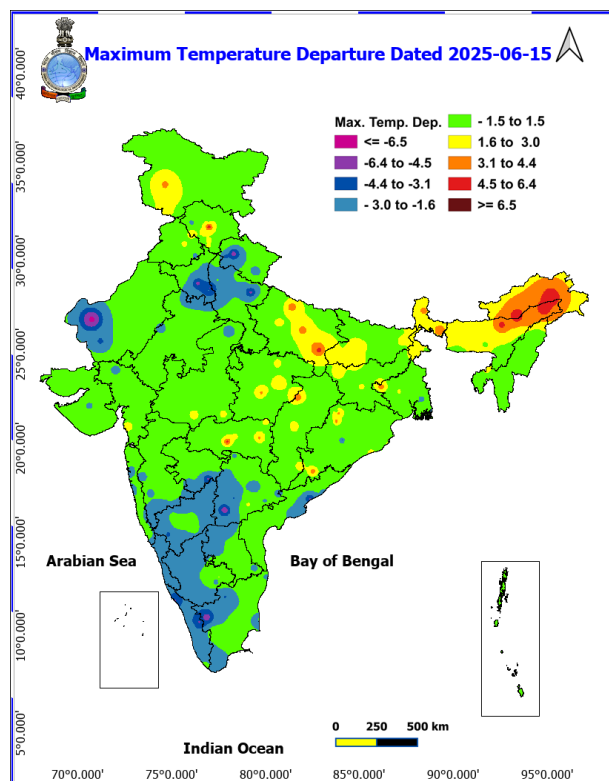 Maximum Temperature Departure Dated 2025-06-15
Max. Temp. Dep.
<= -6.5
-6.4 to -4.5
-4.4 to -3.1
- 3.0 to -1.6
- 1.5 to 1.5
1.6 to 3.0
3.1 to 4.4
4.5 to 6.4
>= 6.5
40°0.000'
35°0.000'
30°0.000'
25°0.000'
20°0.000'
15°0.000'
10°0.000'
5°0.000'
Arabian Sea
Bay of Bengal
0 250 500 km
Indian Ocean
70°0.000' 75°0.000' 80°0.000' 85°0.000' 90°0.000' 95°0.000'